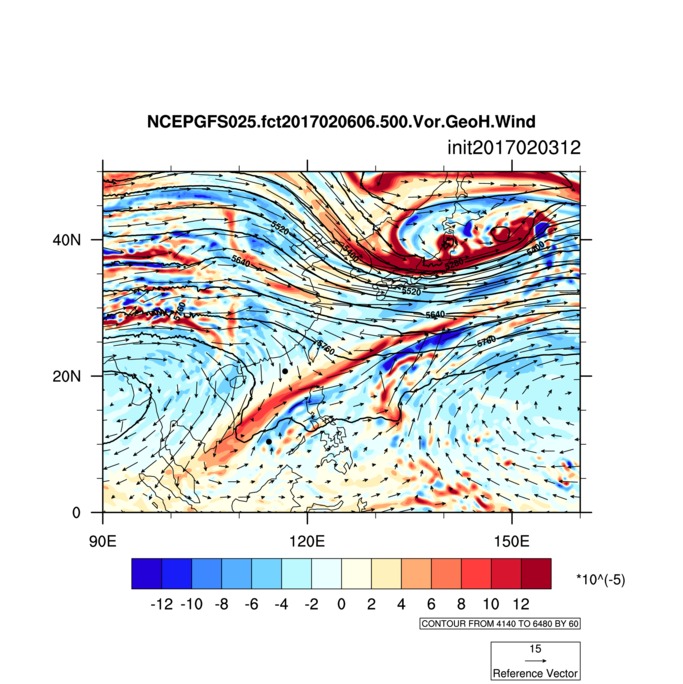 NCEPGFS025.fct2017020606.500.Vor.GeoH.Wind
init2017020312
40N
20N
0
90E
120E
150E
5520
5640
5400
5520
5640
5700
5760
5760
-12 -10 -8 -6 -4 -2 0 2 4 6 8 10 12
*10^(-5)
CONTOUR FROM 4140 TO 6480 BY 60
15
Reference Vector